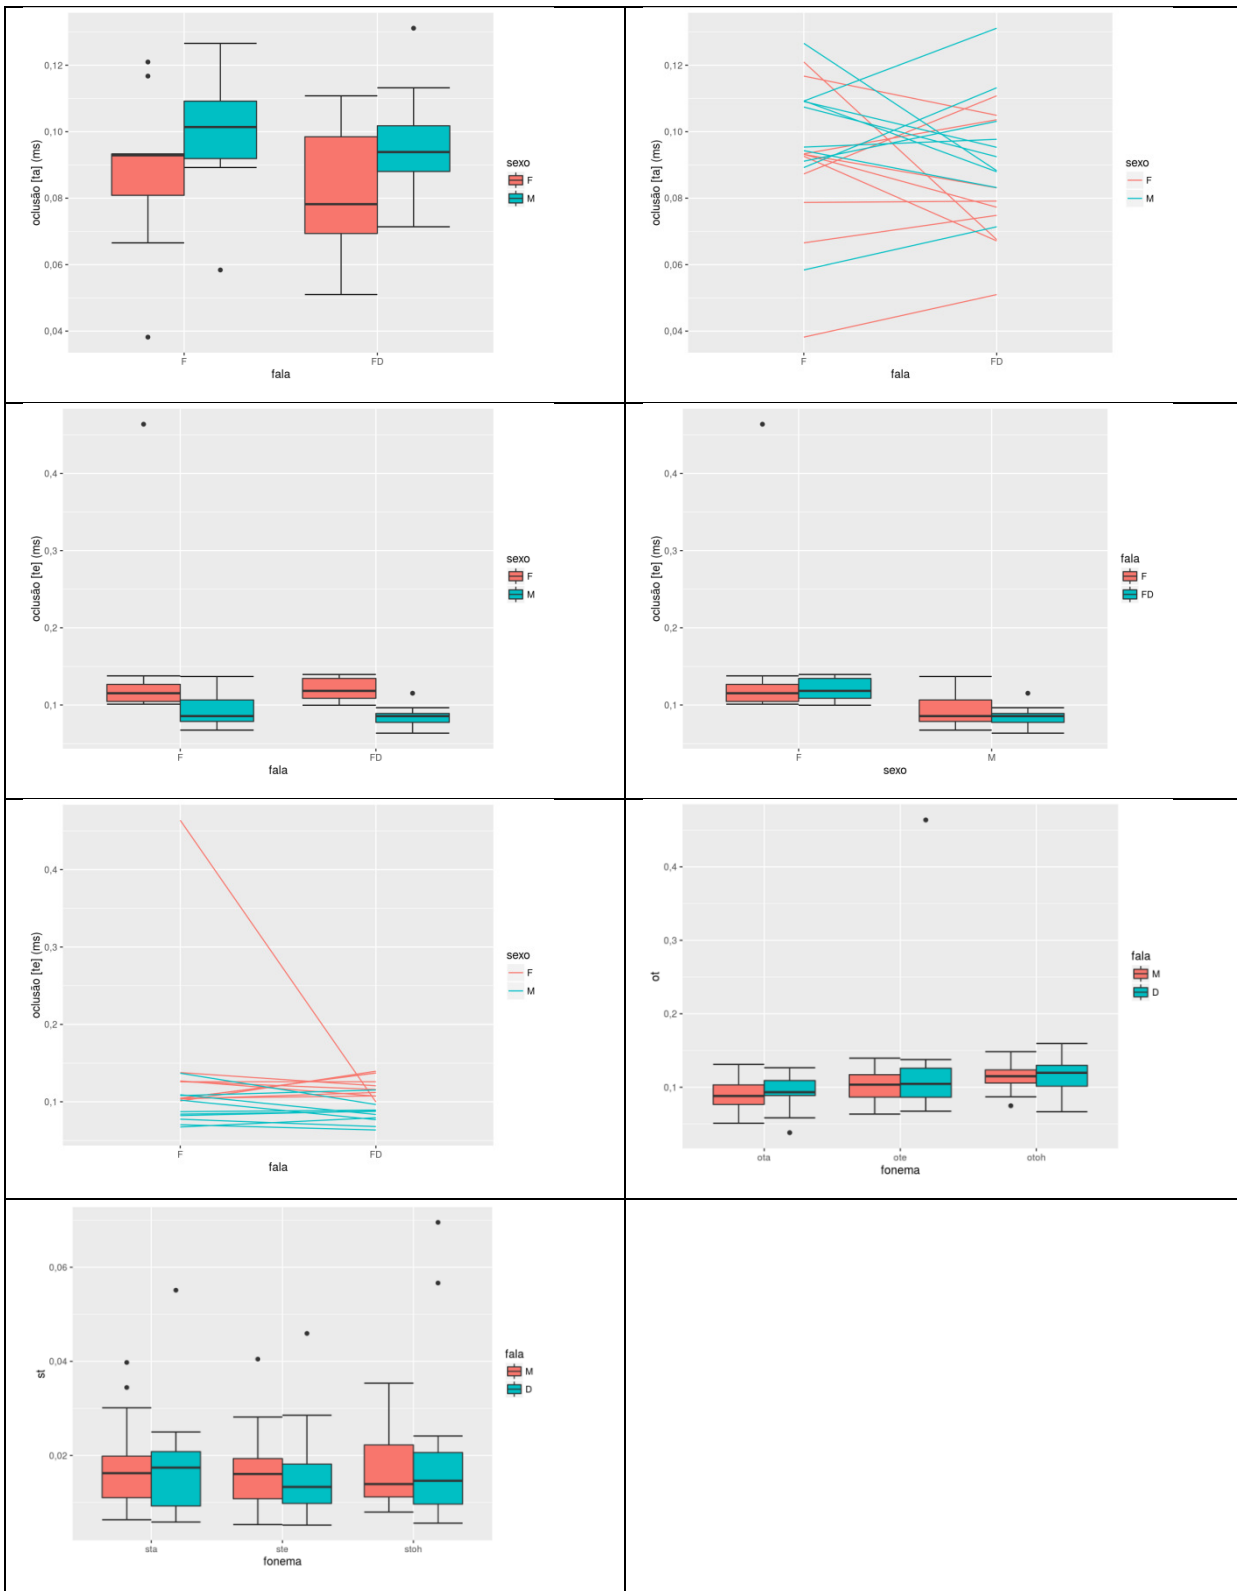 0,12
0,10
0,08
0,06
0,04
oclusão [ta] (ms)
F
FD
fala
sexo
F
M
0,12
0,10
0,08
0,06
0,04
oclusão [ta] (ms)
F
FD
fala
sexo
F
M
0,4
0,3
0,2
0,1
oclusão [te] (ms)
F
FD
fala
sexo
F
M
0,4
0,3
0,2
0,1
oclusão [te] (ms)
F
M
sexo
fala
F
FD
0,4
0,3
0,2
0,1
oclusão [te] (ms)
F
FD
fala
sexo
F
M
0,4
0,3
0,2
0,1
ot
ota
ote
otoh
fonema
fala
M
D
0,06
0,04
0,02
st
sta
ste
stoh
fonema
fala
M
D